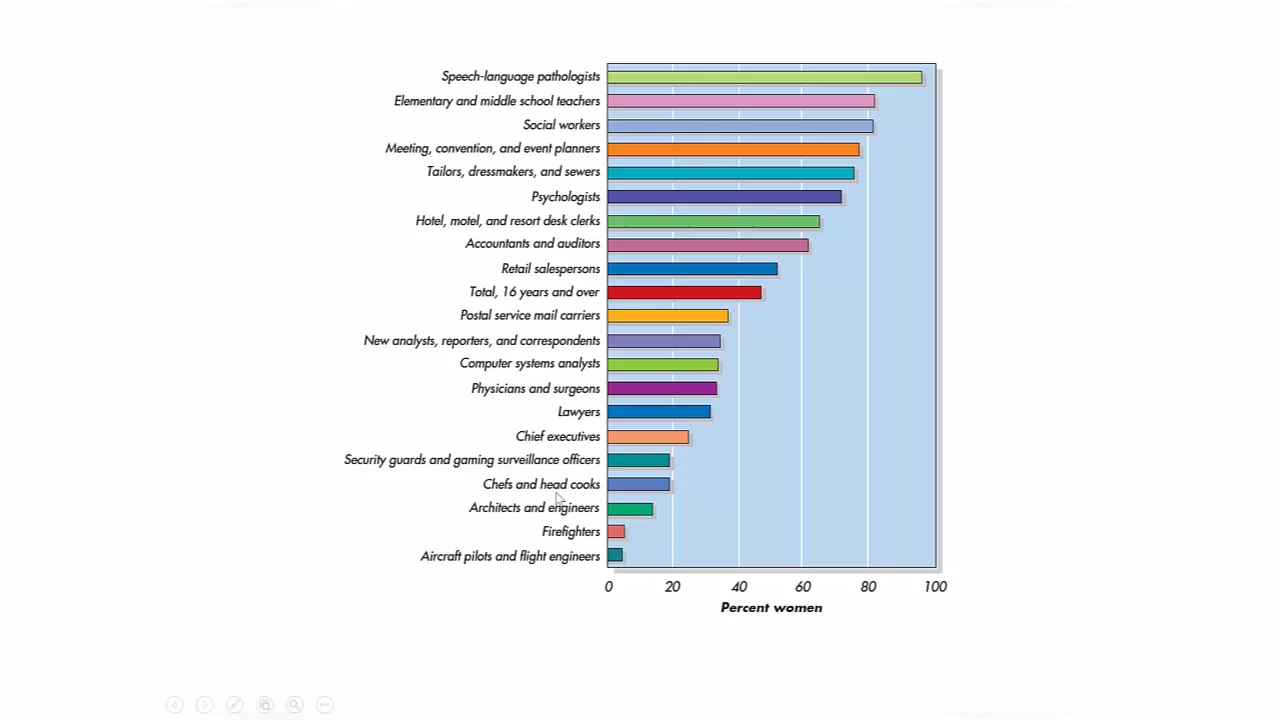 Speech-language pathologists
Elementary and middle school teachers
Social workers
Meeting, convention, and event planners
Tailors, dressmakers, and sewers
Psychologists
Hotel, motel, and resort desk clerks
Accountants and auditors
Retail salespersons
Total, 16 years and over
Postal service mail carriers
New analysts, reporters, and correspondents
Computer systems analysts
Physicians and surgeons
Lawyers
Chief executives
Security guards and gaming surveillance officers
Chefs and head cooks
Architects and engineers
Firefighters
Aircraft pilots and flight engineers
0 20 40 60 80 100
Percent women